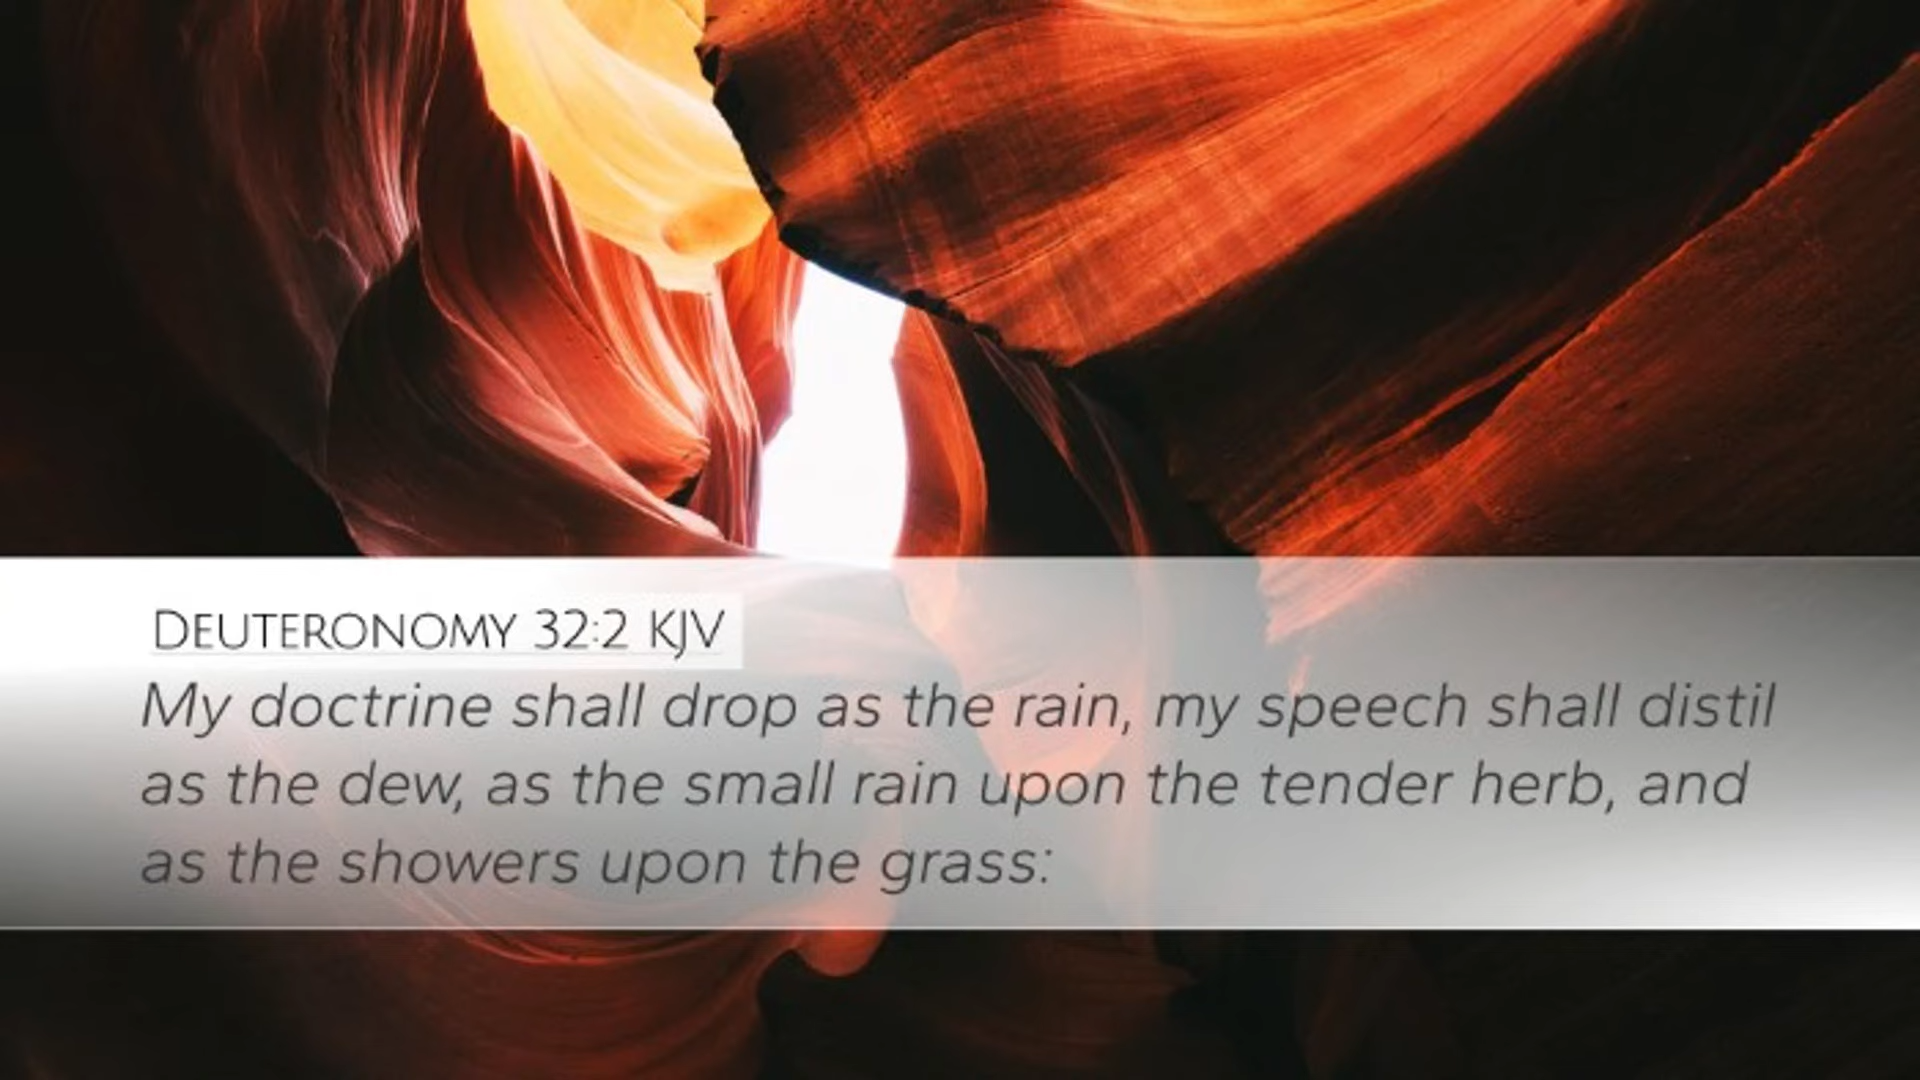 Deuteronomy 32:2 KJV
My doctrine shall drop as the rain, my speech shall distil
as the dew, as the small rain upon the tender herb, and
as the showers upon the grass: